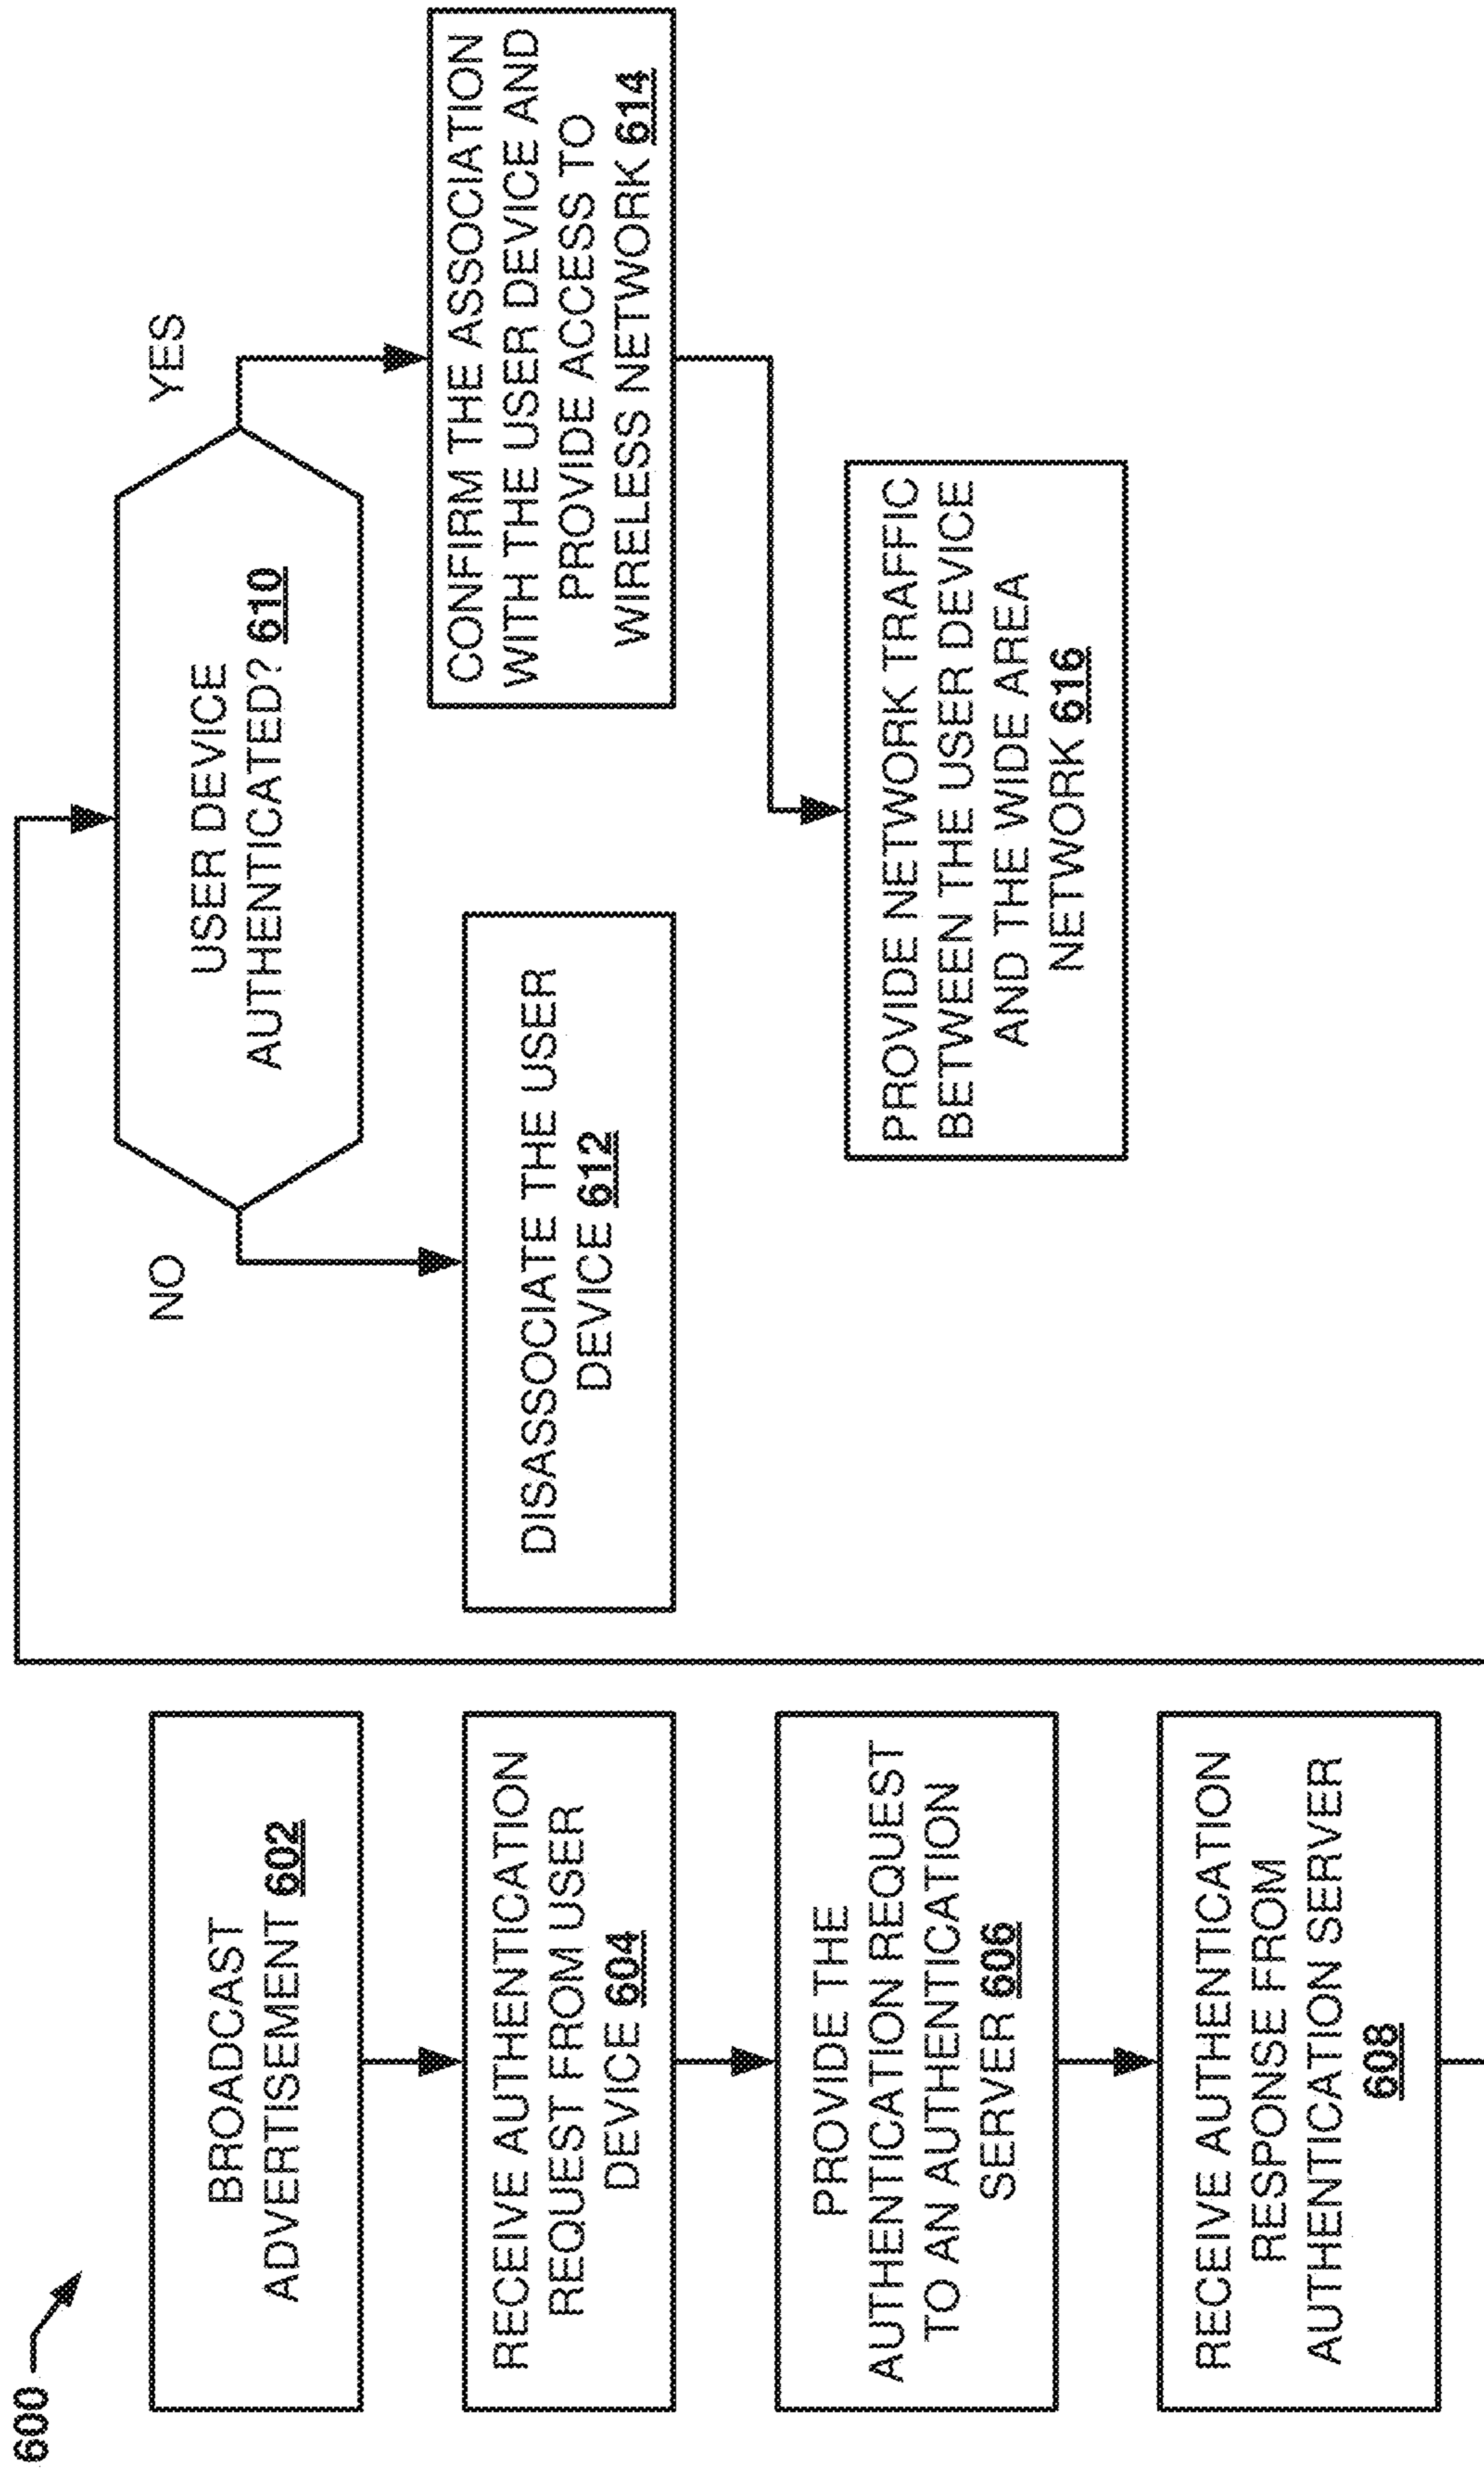 600
BROADCAST
ADVERTISEMENT 602
RECEIVE AUTHENTICATION
REQUEST FROM USER
DEVICE 604
PROVIDE THE
AUTHENTICATION REQUEST
TO AN AUTHENTICATION
SERVER 606
RECEIVE AUTHENTICATION
RESPONSE FROM
AUTHENTICATION SERVER
608
USER DEVICE
AUTHENTICATED? 610
NO
YES
DISASSOCIATE THE USER
DEVICE 612
CONFIRM THE ASSOCIATION
WITH THE USER DEVICE AND
PROVIDE ACCESS TO
WIRELESS NETWORK 614
PROVIDE NETWORK TRAFFIC
BETWEEN THE USER DEVICE
AND THE WIDE AREA
NETWORK 616